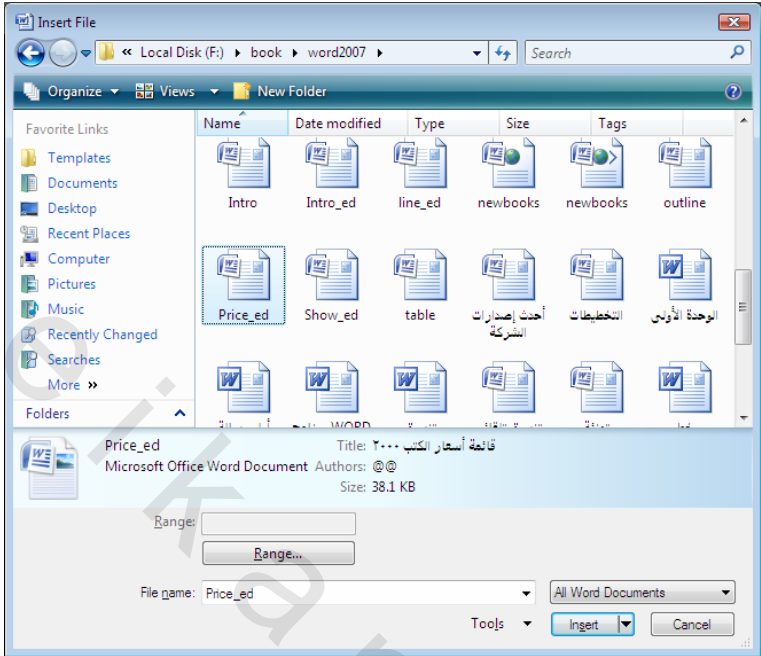 Insert File
« Local Disk (F:) book word2007 Search
Organize Views New Folder
Favorite Links
Templates
Documents
Desktop
Recent Places
Computer
Pictures
Music
Recently Changed
Searches
More »
Folders
Name Date modified Type Size Tags
Intro Intro_ed line_ed newbooks newbooks outline
Price_ed Show_ed table أحدث إصدارات التخطيطات الوحدة الأولى
الشركة
WORD
Price_ed Title: قائمة أسعار الكتب ٢٠٠٠
Microsoft Office Word Document Authors: @@
Size: 38.1 KB
Range:
Range...
File name: Price_ed All Word Documents
Tools Insert Cancel
e i k a n